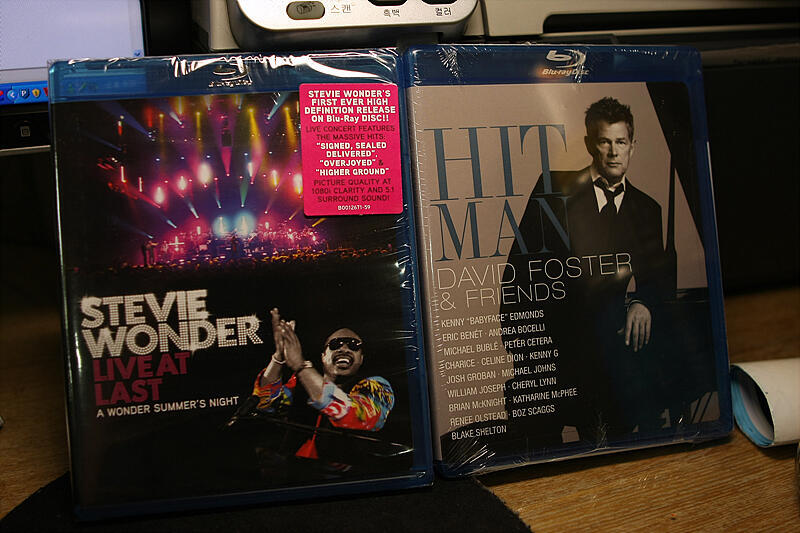 스캔
흑백
컬러
Blu-ray Disc
STEVIE WONDER'S
FIRST EVER HIGH
DEFINITION RELEASE
ON Blu-Ray DISC!!
LIVE CONCERT FEATURES
THE MASSIVE HITS:
"SIGNED, SEALED
DELIVERED",
"OVERJOYED" &
"HIGHER GROUND"
PICTURE QUALITY AT
1080i CLARITY AND 5.1
SURROUND SOUND!
B0012671-59
STEVIE
WONDER
LIVE AT
LAST
A WONDER SUMMER'S NIGHT
HIT
MAN
DAVID FOSTER
& FRIENDS
KENNY "BABYFACE" EDMONDS
ERIC BENÉT · ANDREA BOCELLI
MICHAEL BUBLÉ · PETER CETERA
CHARICE · CELINE DION · KENNY G
JOSH GROBAN · MICHAEL JOHNS
WILLIAM JOSEPH · CHERYL LYNN
BRIAN McKNIGHT · KATHARINE McPHEE
RENEE OLSTEAD · BOZ SCAGGS
BLAKE SHELTON